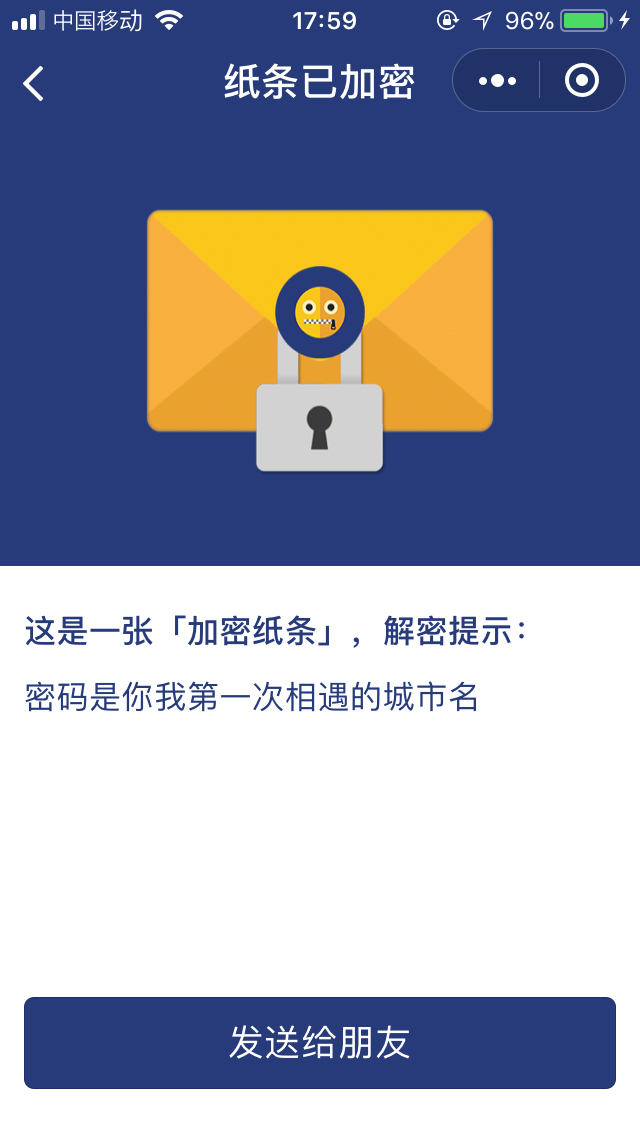 中国移动 17:59 96%
纸条已加密
这是一张「加密纸条」，解密提示：
密码是你我第一次相遇的城市名
发送给朋友